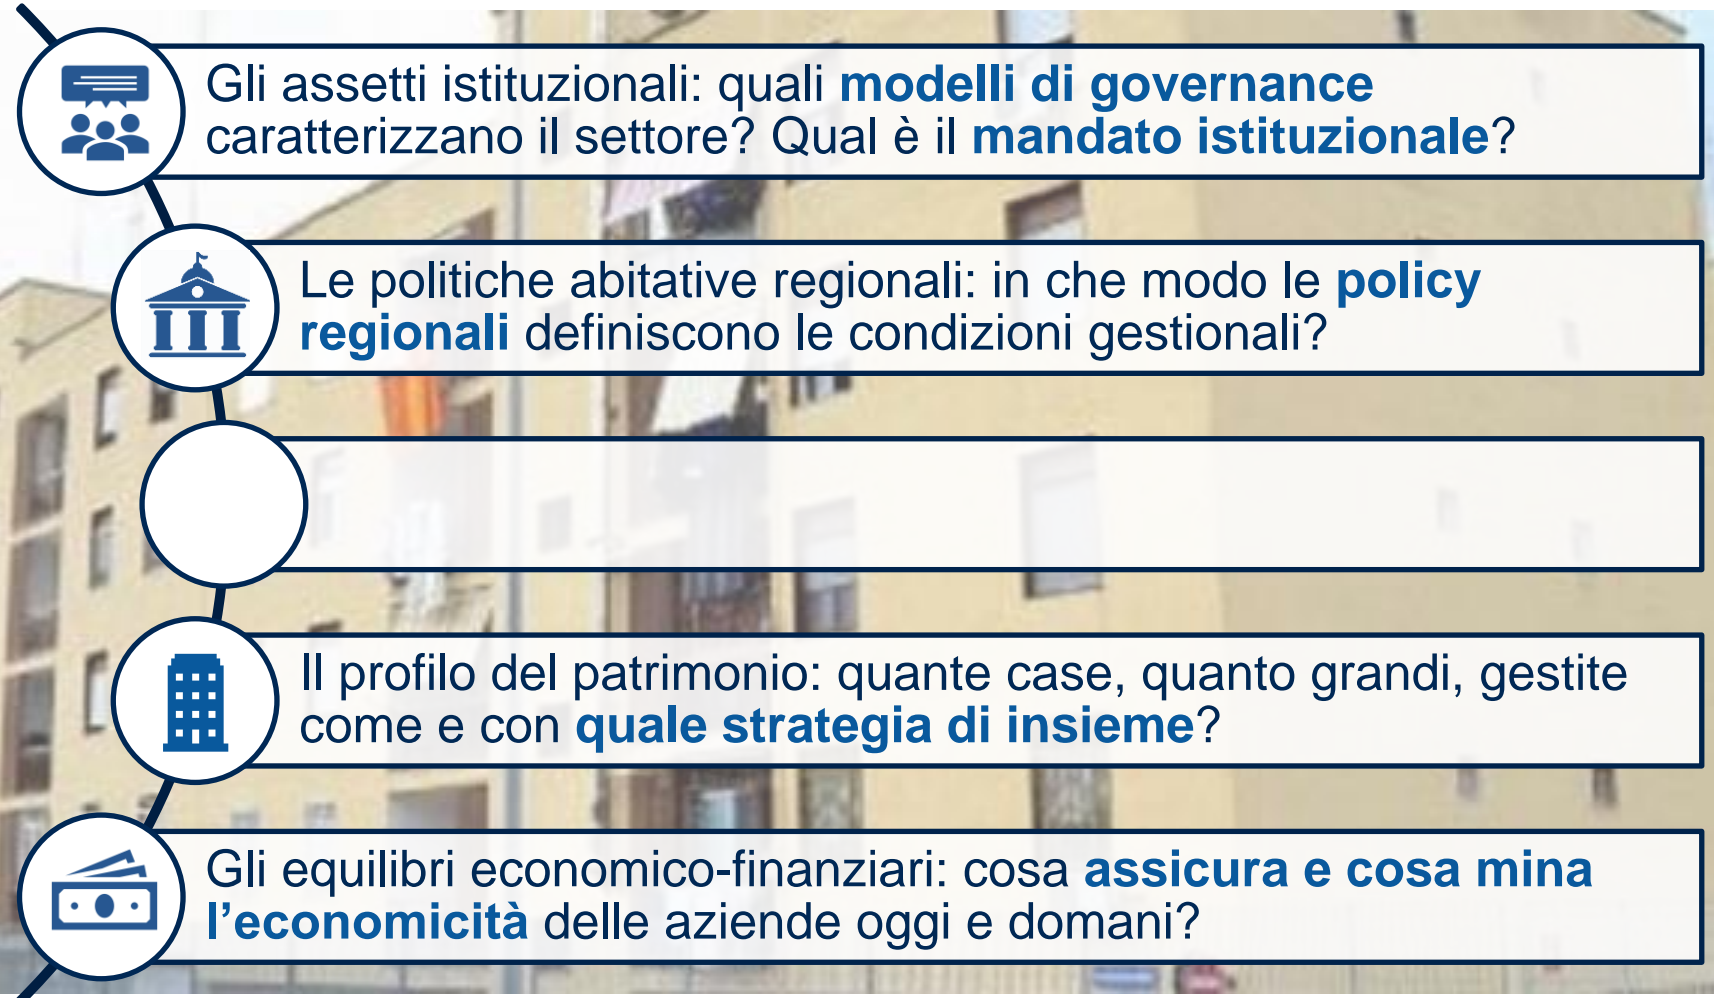 Gli assetti istituzionali: quali modelli di governance
caratterizzano il settore? Qual è il mandato istituzionale?
Le politiche abitative regionali: in che modo le policy
regionali definiscono le condizioni gestionali?
Il profilo del patrimonio: quante case, quanto grandi, gestite
come e con quale strategia di insieme?
Gli equilibri economico-finanziari: cosa assicura e cosa mina
l’economicità delle aziende oggi e domani?